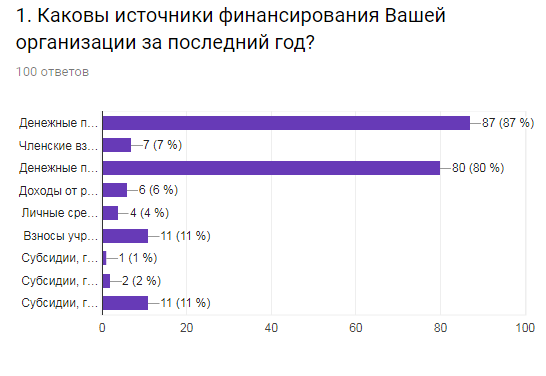 1. Каковы источники финансирования Вашей
организации за последний год?
100 ответов
Денежные п... 87 (87 %)
Членские вз... 7 (7 %)
Денежные п... 80 (80 %)
Доходы от р... 6 (6 %)
Личные сре... 4 (4 %)
Взносы учр... 11 (11 %)
Субсидии, г... 1 (1 %)
Субсидии, г... 2 (2 %)
Субсидии, г... 11 (11 %)
0 20 40 60 80 100